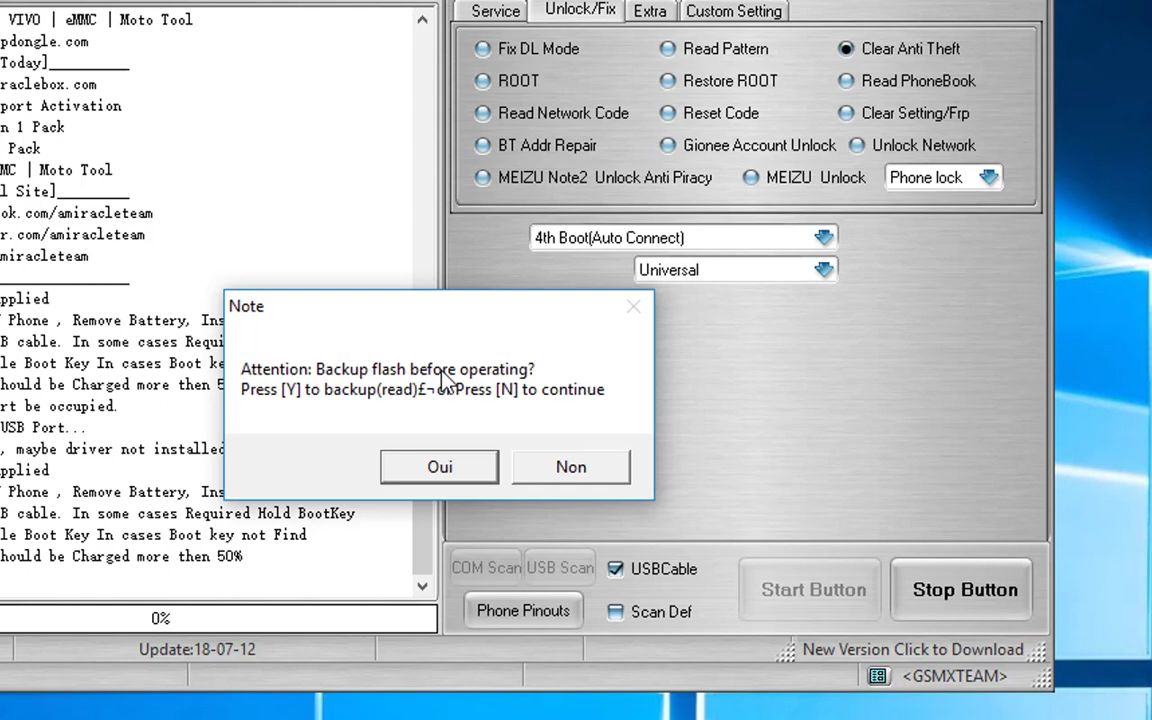 VIVO | eMMC | Moto Tool
pdongle.com
Today]_________
raclebox.com
port Activation
n 1 Pack
Pack
MC | Moto Tool
l Site]________
ok.com/amiracleteam
r.com/amiracleteam
miracleteam
pplied
Phone , Remove Battery, Ins
B cable. In some cases Requi
le Boot Key In cases Boot ke
hould be Charged more then 5
rt be occupied.
USB Port...
, maybe driver not installed
pplied
Phone , Remove Battery, Ins
B cable. In some cases Required Hold BootKey
le Boot Key In cases Boot key not Find
hould be Charged more then 50%
0%
Service Unlock/Fix Extra Custom Setting
Fix DL Mode Read Pattern Clear Anti Theft
ROOT Restore ROOT Read PhoneBook
Read Network Code Reset Code Clear Setting/Frp
BT Addr Repair Gionee Account Unlock Unlock Network
MEIZU Note2 Unlock Anti Piracy MEIZU Unlock Phone lock
4th Boot(Auto Connect)
Universal
Note
Attention: Backup flash before operating?
Press [Y] to backup(read)£¬ Press [N] to continue
Oui Non
COM Scan USB Scan USBCable
Start Button Stop Button
Phone Pinouts Scan Def
Update:18-07-12 New Version Click to Download
<GSMXTEAM>